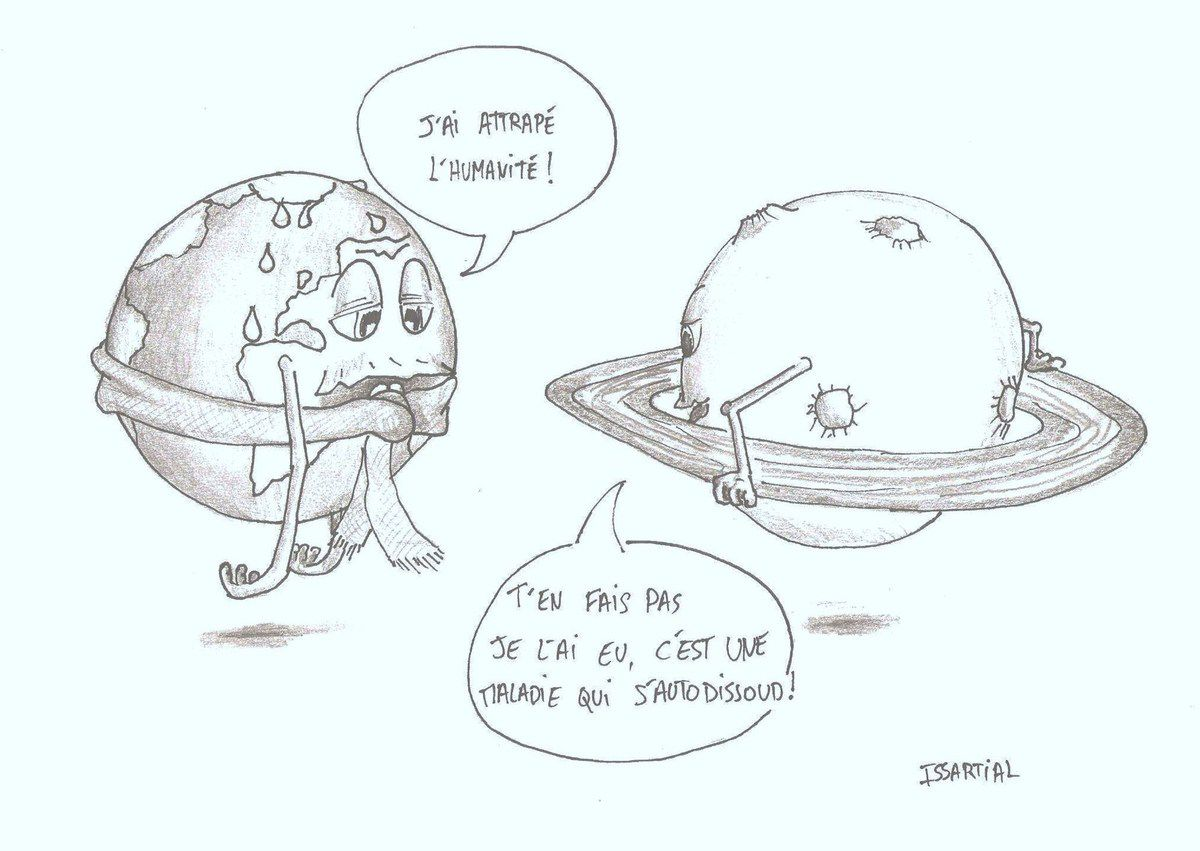 J'AI ATTRAPÉ
L'HUMANITÉ !
T'EN FAIS PAS
JE L'AI EU, C'EST UNE
MALADIE QUI S'AUTODISSOUD !
ISSARTIAL